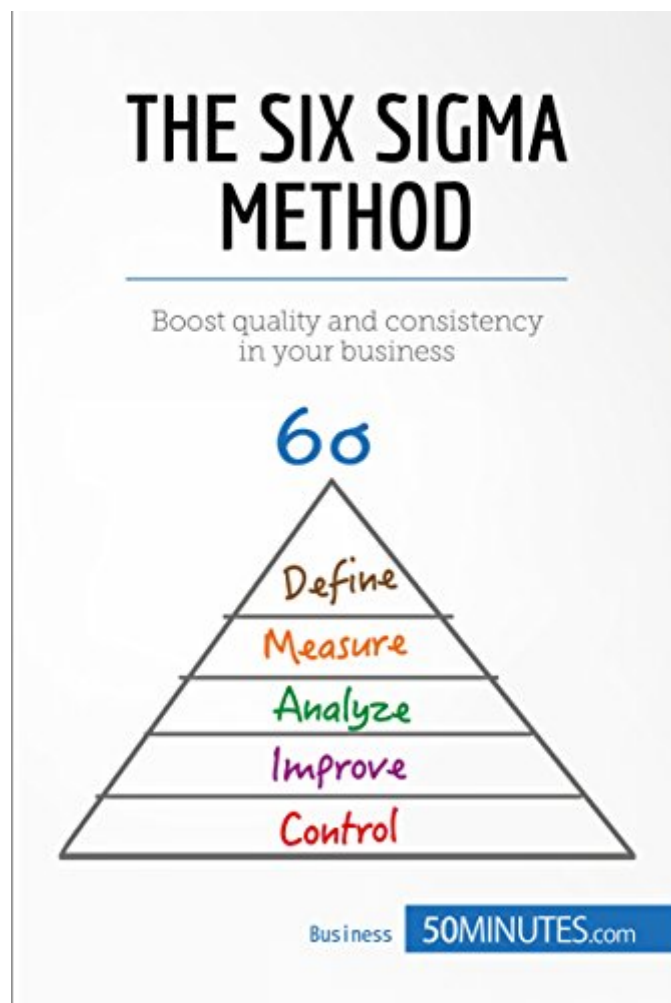 THE SIX SIGMA
METHOD
Boost quality and consistency
in your business
6σ
Define
Measure
Analyze
Improve
Control
Business 50MINUTES.com